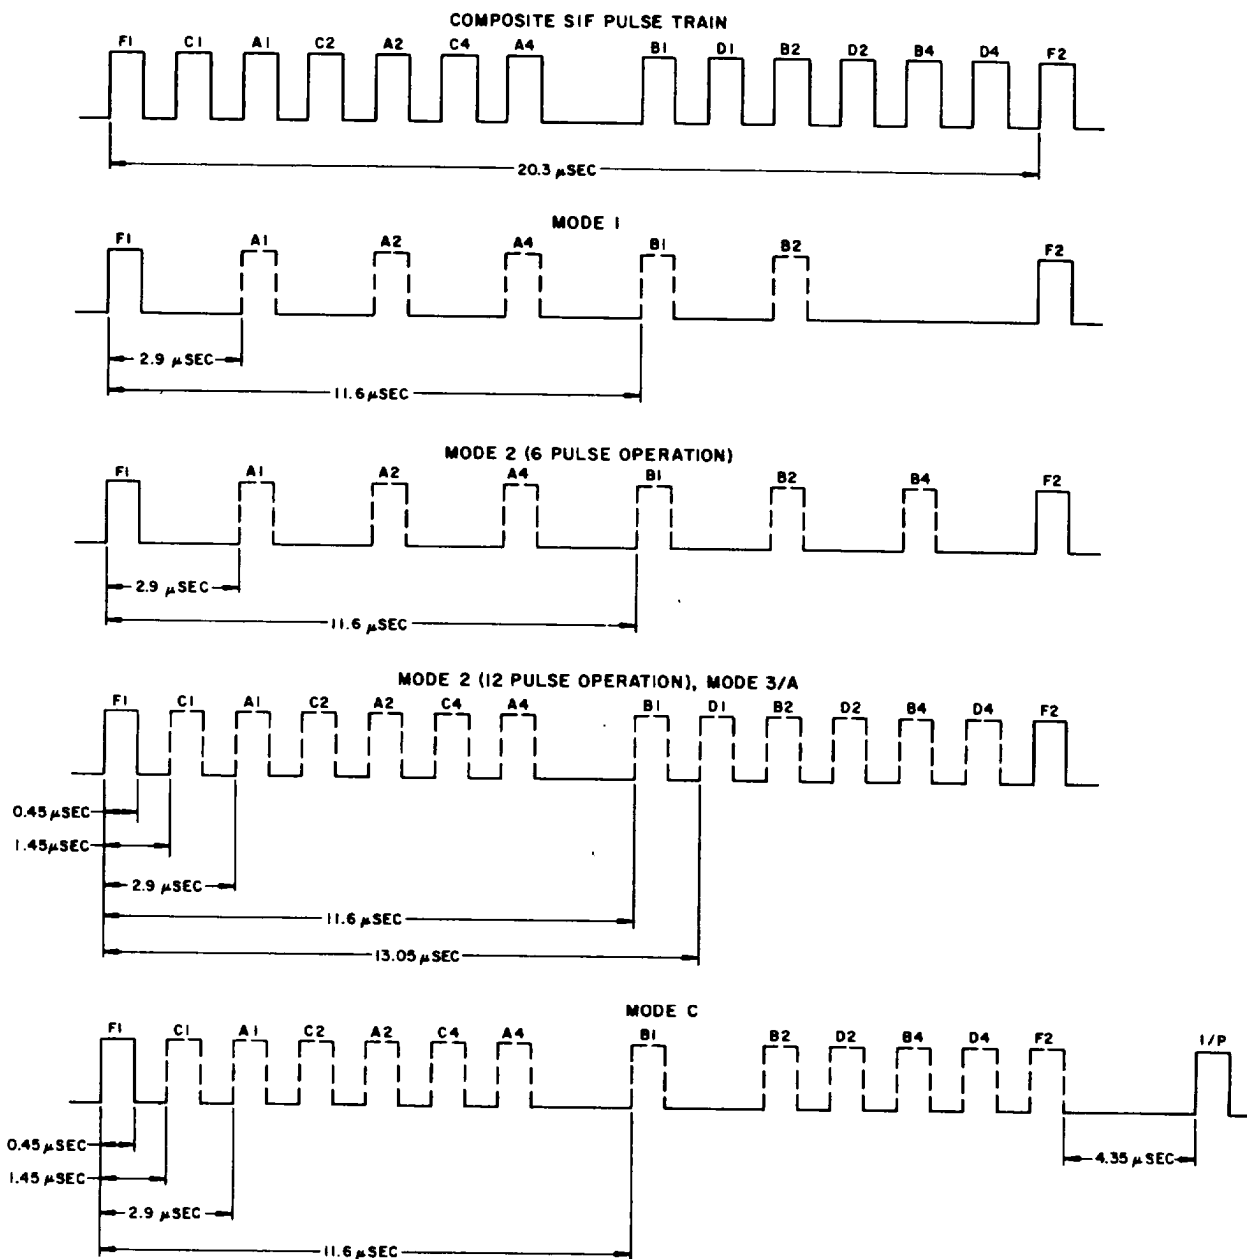 COMPOSITE SIF PULSE TRAIN
F1 C1 A1 C2 A2 C4 A4 B1 D1 B2 D2 B4 D4 F2
20.3 μSEC
MODE 1
F1 A1 A2 A4 B1 B2 F2
2.9 μSEC
11.6 μSEC
MODE 2 (6 PULSE OPERATION)
F1 A1 A2 A4 B1 B2 B4 F2
2.9 μSEC
11.6 μSEC
MODE 2 (12 PULSE OPERATION), MODE 3/A
F1 C1 A1 C2 A2 C4 A4 B1 D1 B2 D2 B4 D4 F2
0.45 μSEC
1.45 μSEC
2.9 μSEC
11.6 μSEC
13.05 μSEC
MODE C
F1 C1 A1 C2 A2 C4 A4 B1 B2 D2 B4 D4 F2 I/P
0.45 μSEC
4.35 μSEC
1.45 μSEC
2.9 μSEC
11.6 μSEC